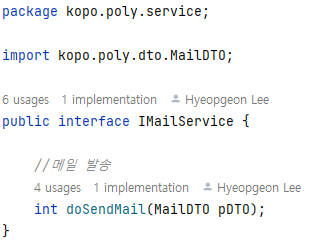 package kopo.poly.service;
import kopo.poly.dto.MailDTO;
6 usages 1 implementation Hyeopgeon Lee
public interface IMailService {
//메일 발송
4 usages 1 implementation Hyeopgeon Lee
int doSendMail(MailDTO pDTO);
}